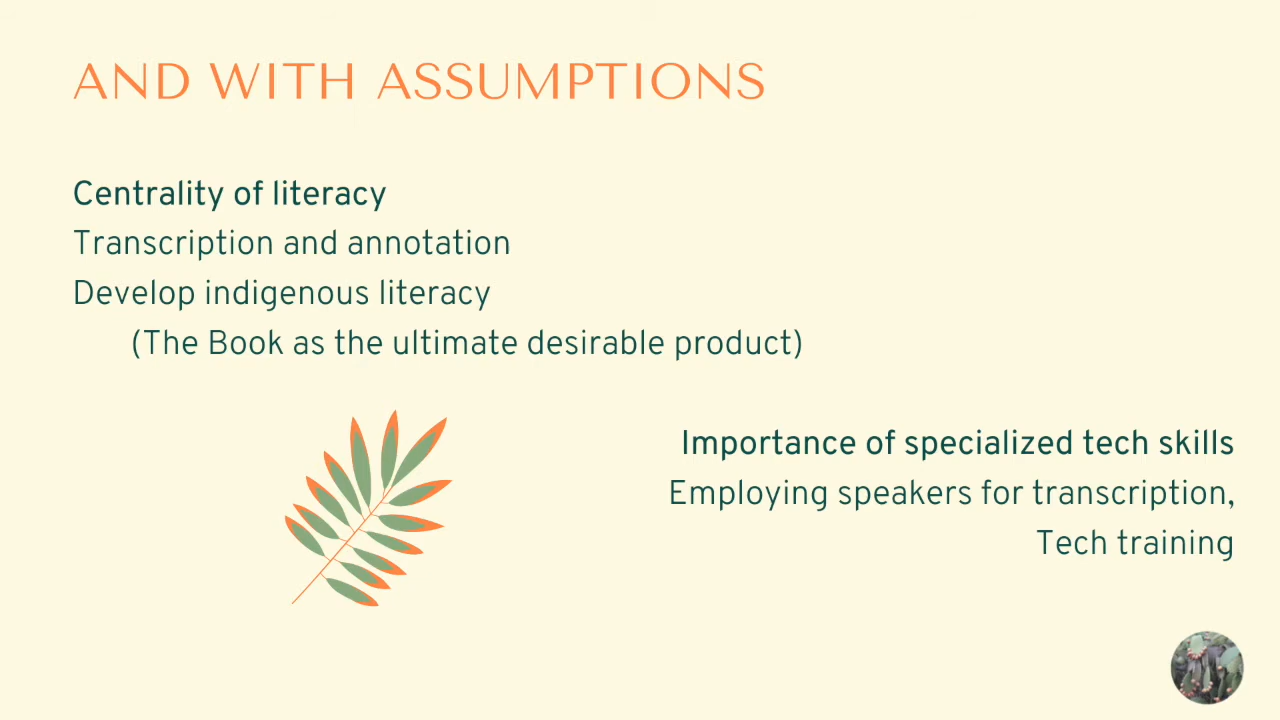 AND WITH ASSUMPTIONS
Centrality of literacy
Transcription and annotation
Develop indigenous literacy
(The Book as the ultimate desirable product)
Importance of specialized tech skills
Employing speakers for transcription,
Tech training